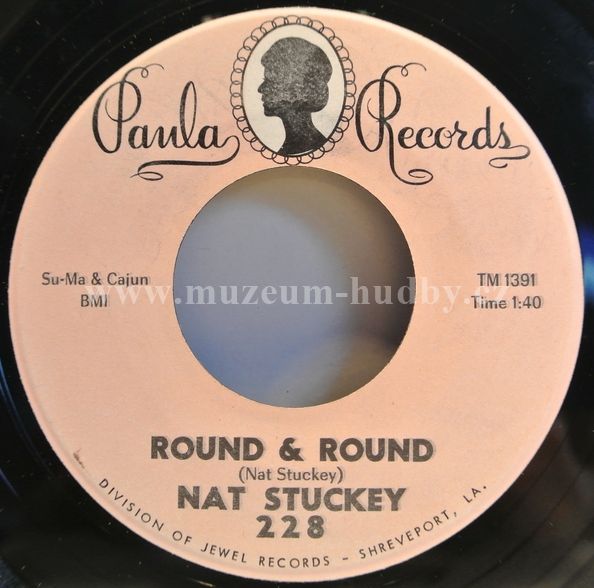 Paula Records
Su-Ma & Cajun
BMI
TM 1391
Time 1:40
www.muzeum-hudby.cz
ROUND & ROUND
(Nat Stuckey)
NAT STUCKEY
228
DIVISION OF JEWEL RECORDS - SHREVEPORT, LA.